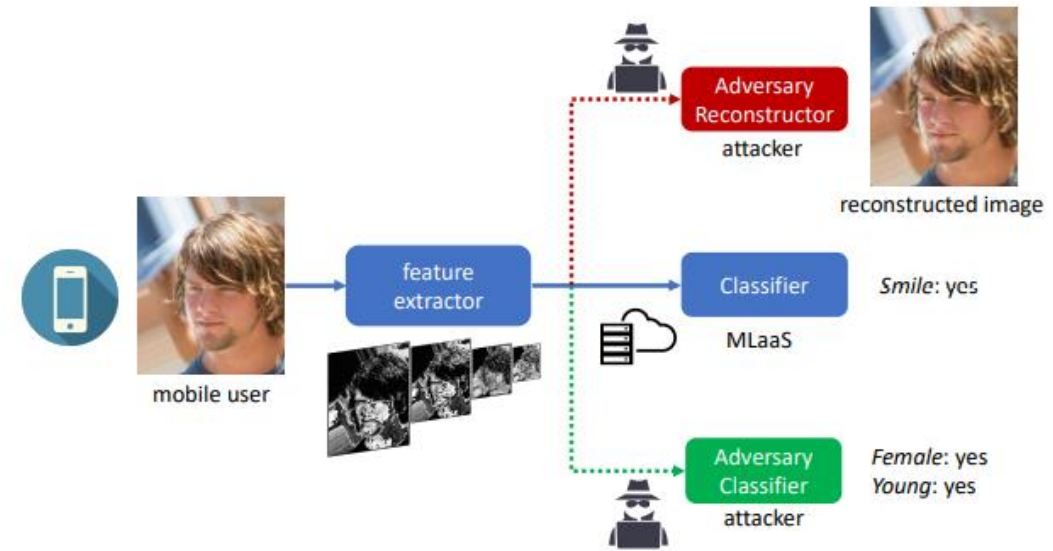 Adversary
Reconstructor
attacker
reconstructed image
mobile user
feature
extractor
Classifier
MLaaS
Smile: yes
Adversary
Classifier
attacker
Female: yes
Young: yes